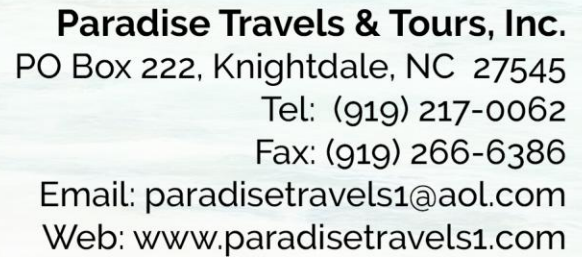 Paradise Travels & Tours, Inc.
PO Box 222, Knightdale, NC  27545
Tel:  (919) 217-0062
Fax: (919) 266-6386
Email: paradisetravels1@aol.com
Web: www.paradisetravels1.com